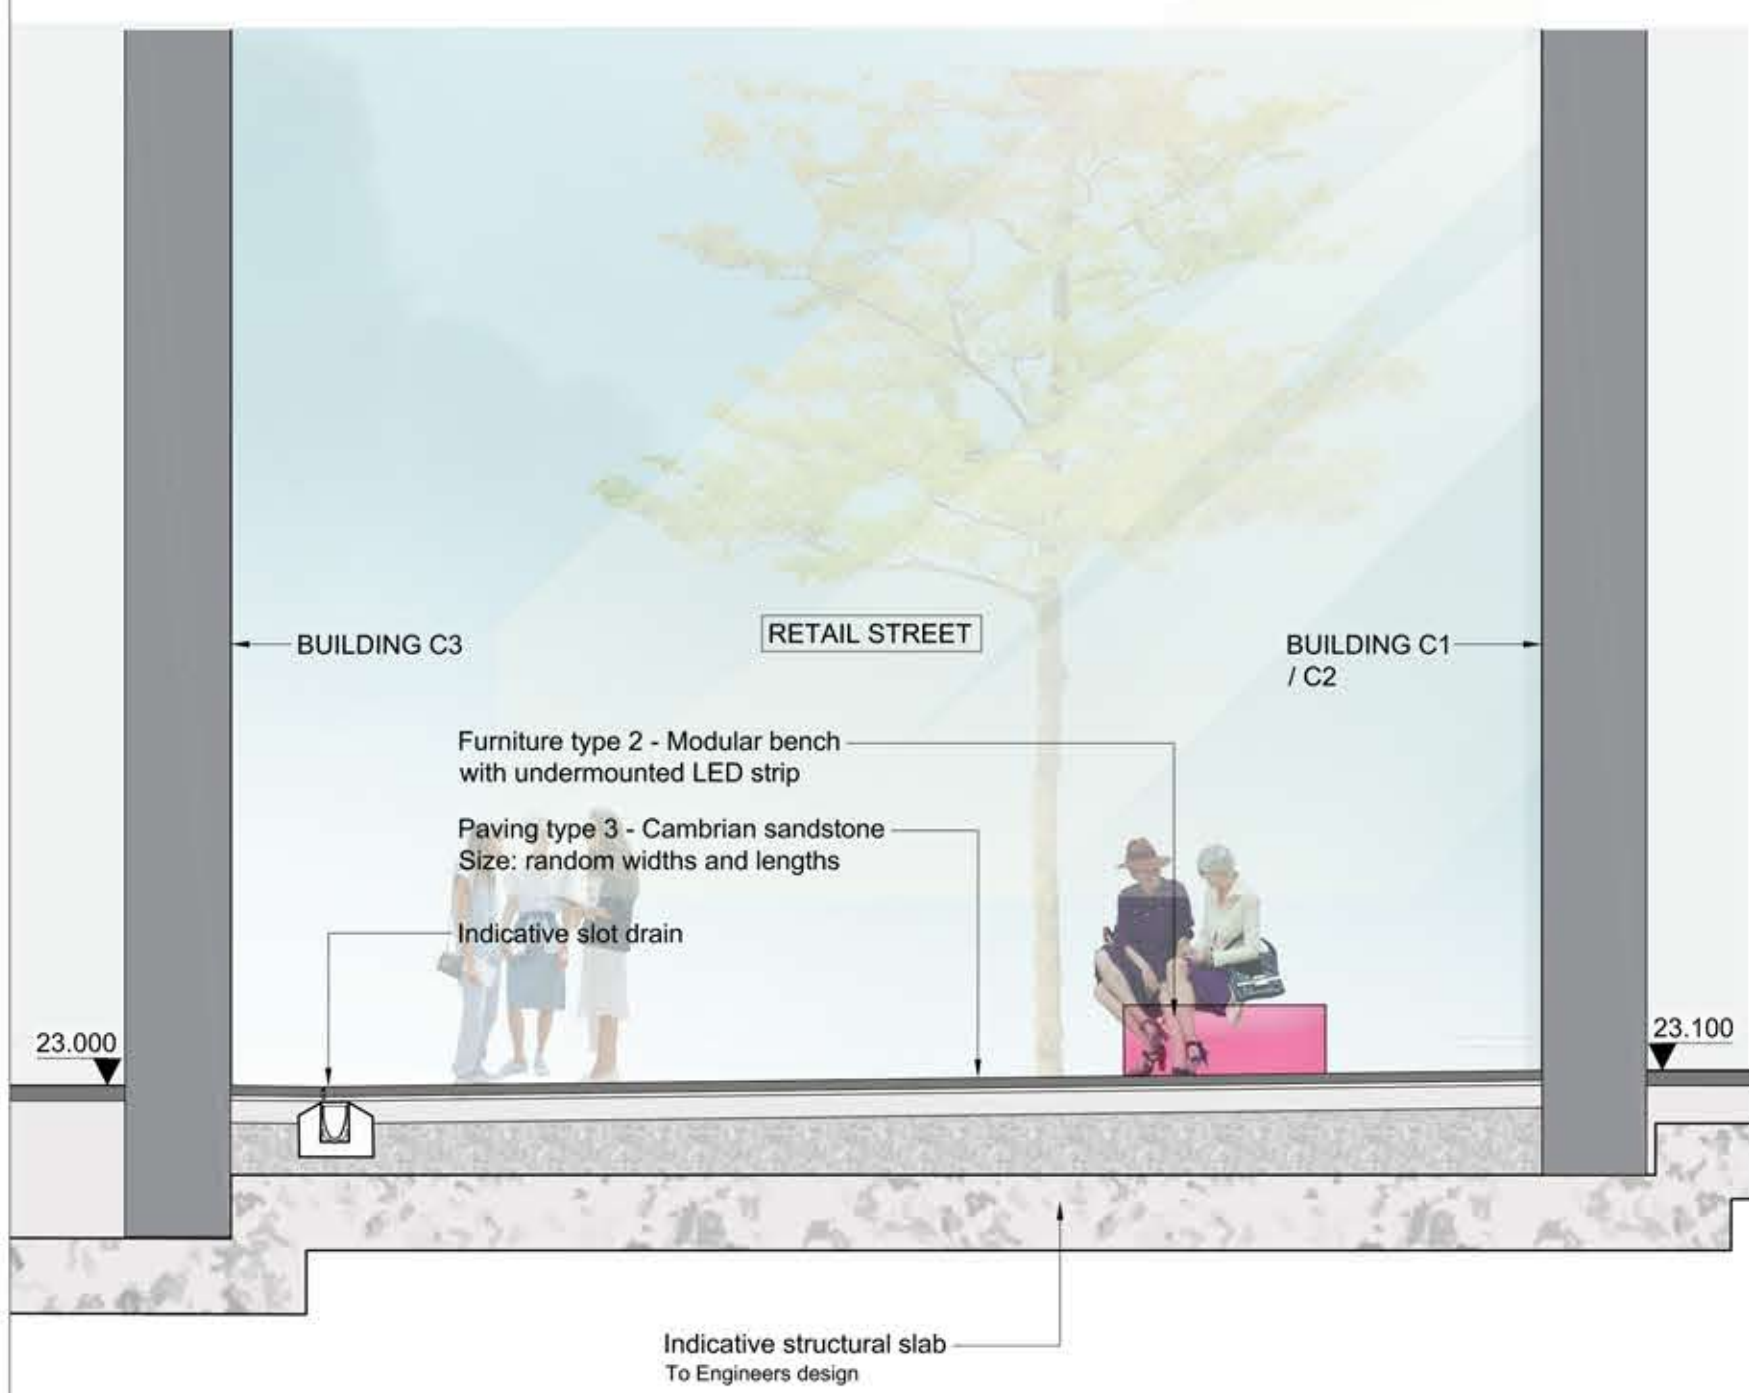 RETAIL STREET
BUILDING C3
BUILDING C1
/ C2
Furniture type 2 - Modular bench
with undermounted LED strip
Paving type 3 - Cambrian sandstone
Size: random widths and lengths
Indicative slot drain
23.000
23.100
Indicative structural slab
To Engineers design